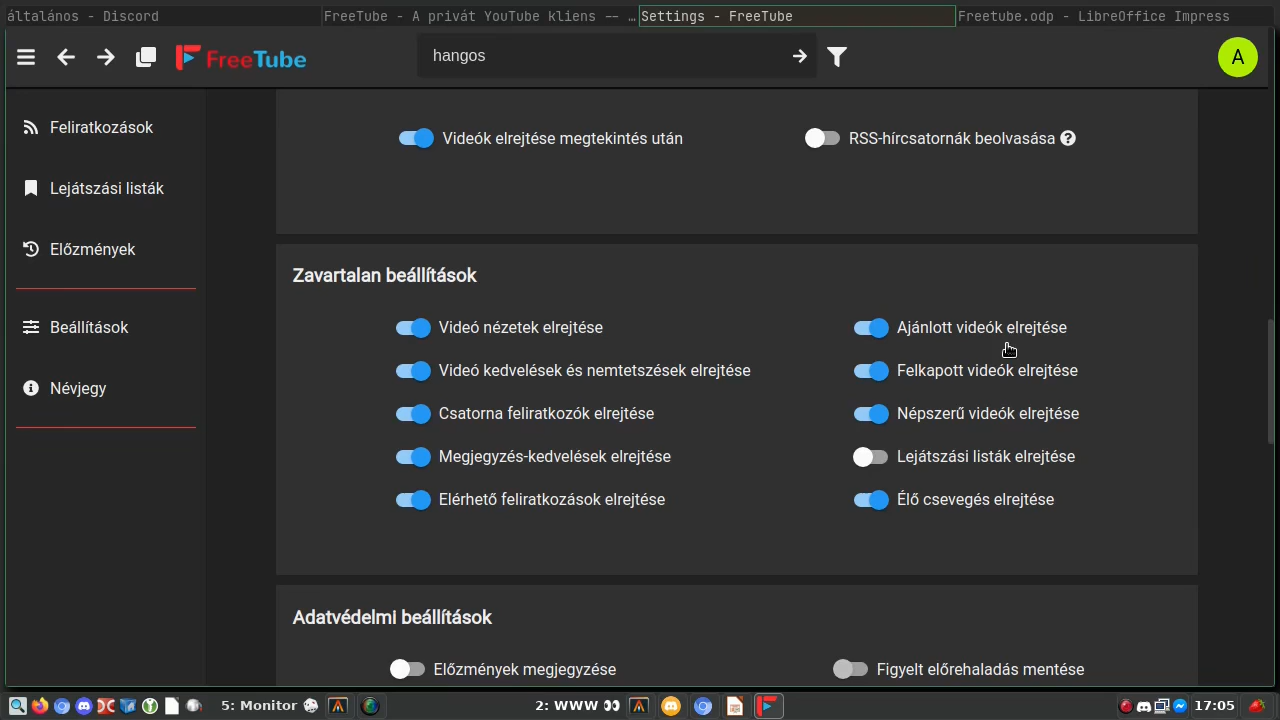 általános - Discord
FreeTube - A privát YouTube kliens -- …
Settings - FreeTube
Freetube.odp - LibreOffice Impress
FreeTube
hangos
A
Feliratkozások
Lejátszási listák
Előzmények
Beállítások
Névjegy
Videók elrejtése megtekintés után
RSS-hírcsatornák beolvasása
Zavartalan beállítások
Videó nézetek elrejtése
Ajánlott videók elrejtése
Videó kedvelések és nemtetszések elrejtése
Felkapott videók elrejtése
Csatorna feliratkozók elrejtése
Népszerű videók elrejtése
Megjegyzés-kedvelések elrejtése
Lejátszási listák elrejtése
Elérhető feliratkozások elrejtése
Élő csevegés elrejtése
Adatvédelmi beállítások
Előzmények megjegyzése
Figyelt előrehaladás mentése
5: Monitor
2: WWW
17:05